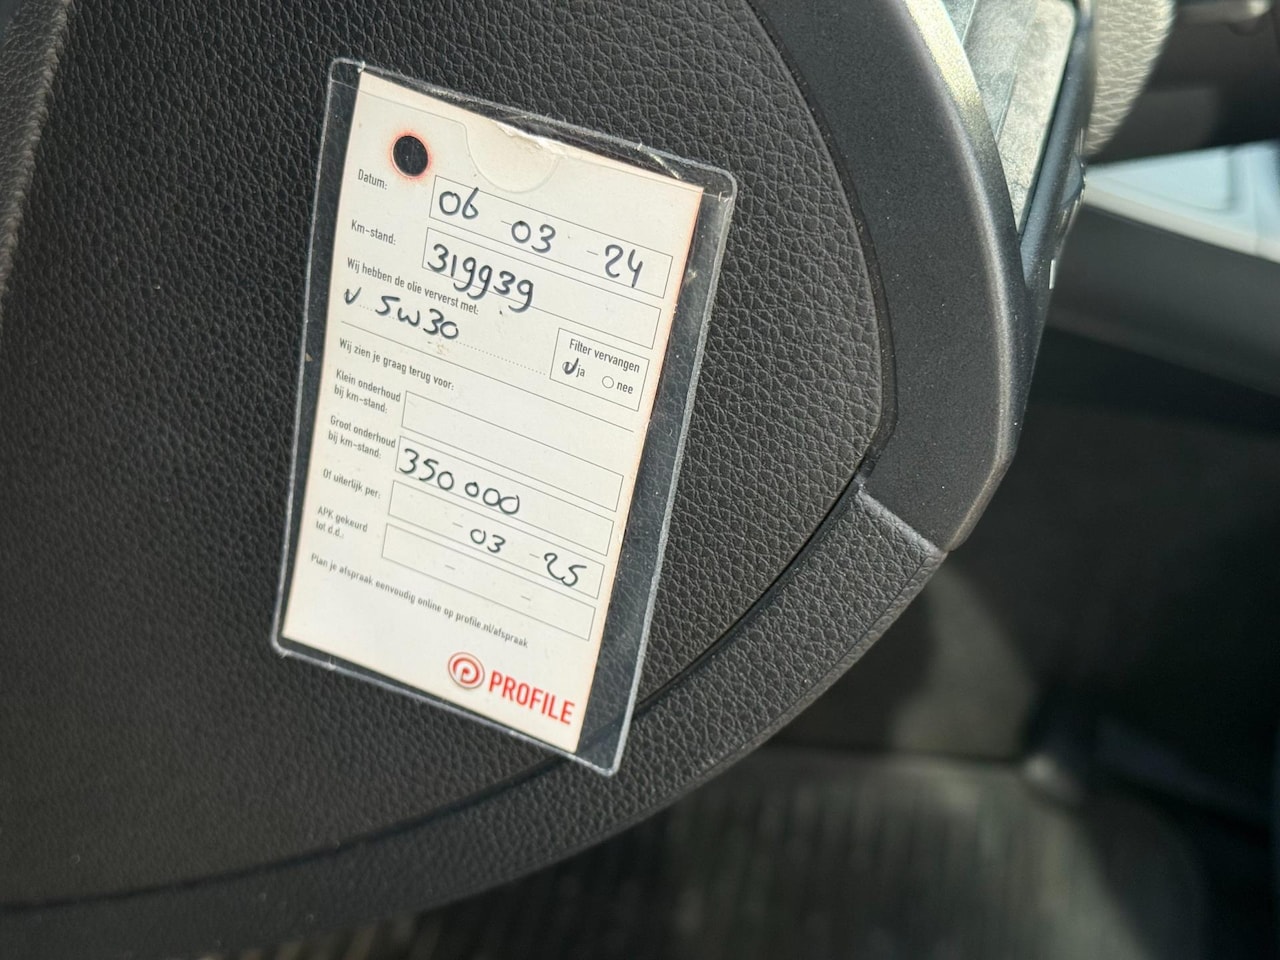 Datum: 06 - 03 - 24
Km-stand: 319939
Wij hebben de olie ververst met:
✓ 5W30
Filter vervangen
✓ja ○ nee
Wij zien je graag terug voor:
Klein onderhoud
bij km-stand:
Groot onderhoud
bij km-stand: 350 000
Of uiterlijk per: - 03 - 25
APK gekeurd
tot d.d.: - -
Plan je afspraak eenvoudig online op profile.nl/afspraak
PROFILE